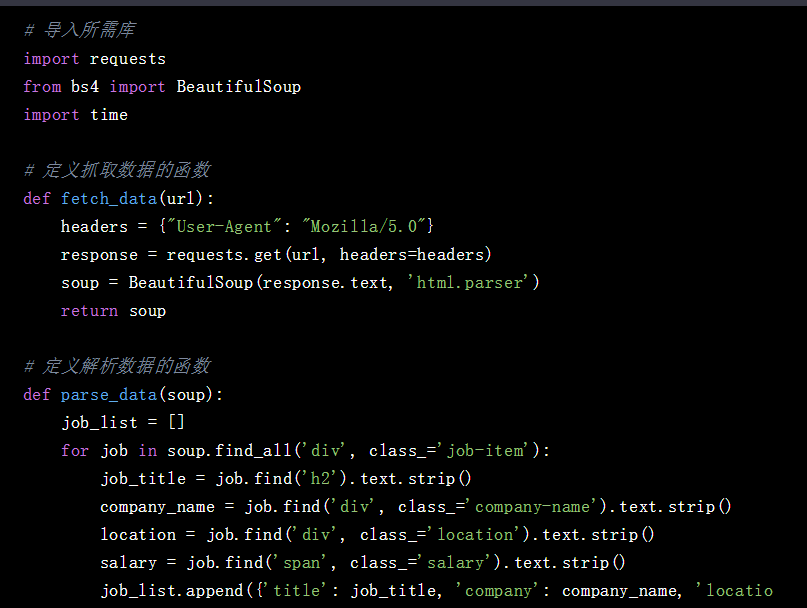 # 导入所需库
import requests
from bs4 import BeautifulSoup
import time
# 定义抓取数据的函数
def fetch_data(url):
    headers = {"User-Agent": "Mozilla/5.0"}
    response = requests.get(url, headers=headers)
    soup = BeautifulSoup(response.text, 'html.parser')
    return soup
# 定义解析数据的函数
def parse_data(soup):
    job_list = []
    for job in soup.find_all('div', class_='job-item'):
        job_title = job.find('h2').text.strip()
        company_name = job.find('div', class_='company-name').text.strip()
        location = job.find('div', class_='location').text.strip()
        salary = job.find('span', class_='salary').text.strip()
        job_list.append({'title': job_title, 'company': company_name, 'locatio